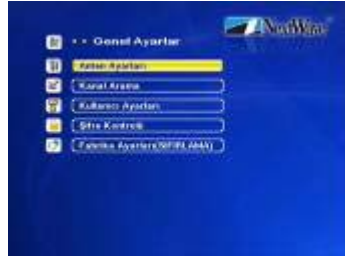 Genel Ayarlar
Anten Ayarları
Kanal Arama
Kullanıcı Ayarları
Şifre Kontrolü
Fabrika Ayarları(SIFIRLAMA)